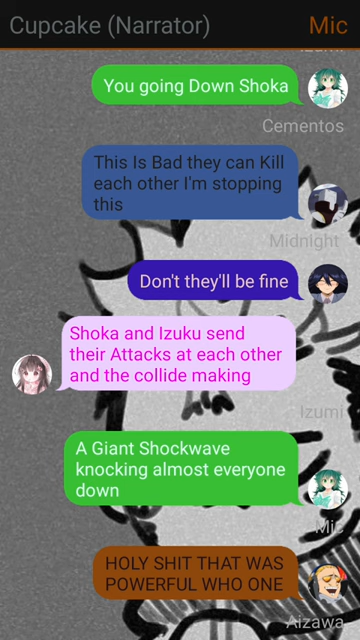 Cupcake (Narrator) Mic
Izumi
You going Down Shoka
Cementos
This Is Bad they can Kill
each other I'm stopping
this
Midnight
Don't they'll be fine
Shoka and Izuku send
their Attacks at each other
and the collide making
Izumi
A Giant Shockwave
knocking almost everyone
down
Mic
HOLY SHIT THAT WAS
POWERFUL WHO ONE
Aizawa